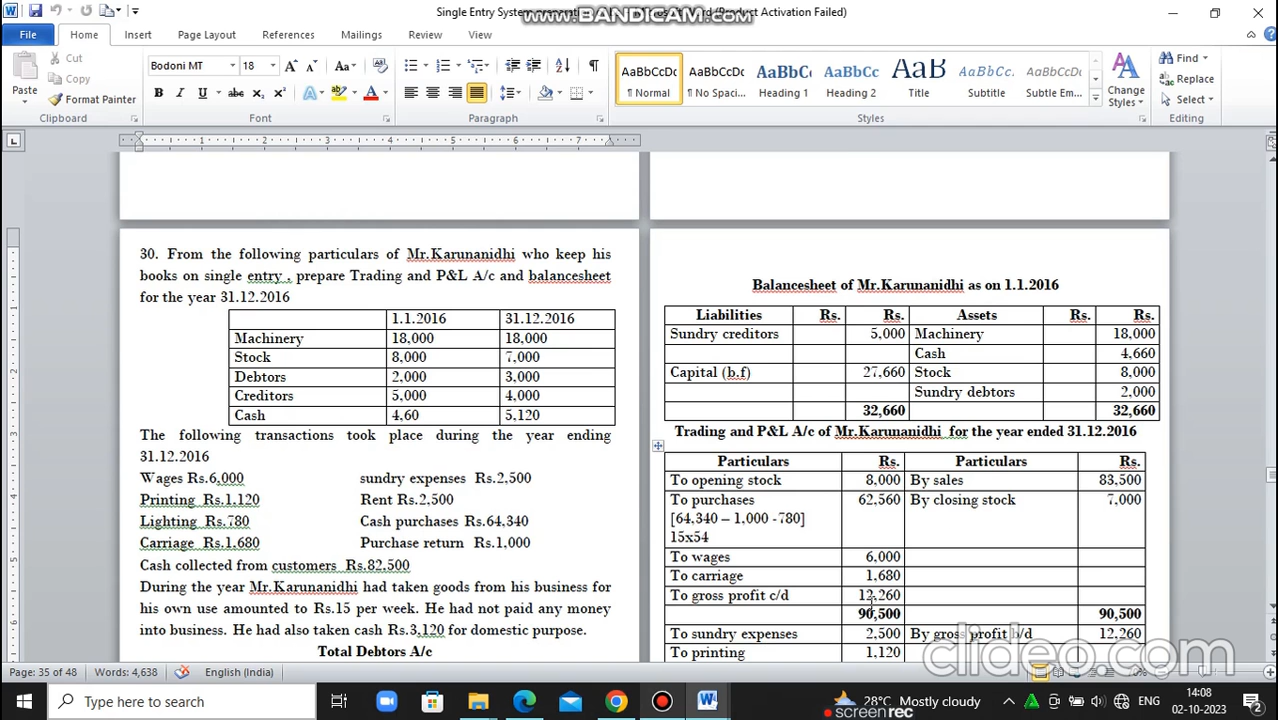 Single Entry System prepara
Microsoft Word (Product Activation Failed)
www.BANDICAM.com
File Home Insert Page Layout References Mailings Review View
Cut
Copy
Format Painter
Paste
Bodoni MT 18
AaBbCcDc AaBbCcDc AaBbC AaBbCc AaB AaBbCcL AaBbCcDc
¶ Normal ¶ No Spaci... Heading 1 Heading 2 Title Subtitle Subtle Em...
Change Styles
Find
Replace
Select
Clipboard Font Paragraph Styles Editing
1 2 3 4 5 6 7
30. From the following particulars of Mr.Karunanidhi who keep his
books on single entry . prepare Trading and P&L A/c and balancesheet
for the year 31.12.2016
1.1.2016 31.12.2016
Machinery 18,000 18,000
Stock 8,000 7,000
Debtors 2,000 3,000
Creditors 5,000 4,000
Cash 4,60 5,120
The following transactions took place during the year ending
31.12.2016
Wages Rs.6,000 sundry expenses Rs.2,500
Printing Rs.1,120 Rent Rs.2,500
Lighting Rs.780 Cash purchases Rs.64,340
Carriage Rs.1,680 Purchase return Rs.1,000
Cash collected from customers Rs.82,500
During the year Mr.Karunanidhi had taken goods from his business for
his own use amounted to Rs.15 per week. He had not paid any money
into business. He had also taken cash Rs.3,120 for domestic purpose.
Total Debtors A/c
Balancesheet of Mr.Karunanidhi as on 1.1.2016
Liabilities Rs. Rs. Assets Rs. Rs.
Sundry creditors 5,000 Machinery 18,000
Cash 4,660
Capital (b.f) 27,660 Stock 8,000
Sundry debtors 2,000
32,660 32,660
Trading and P&L A/c of Mr.Karunanidhi for the year ended 31.12.2016
Particulars Rs. Particulars Rs.
To opening stock 8,000 By sales 83,500
To purchases 62,560 By closing stock 7,000
[64,340 – 1,000 -780]
15x54
To wages 6,000
To carriage 1,680
To gross profit c/d 12,260
90,500 90,500
To sundry expenses 2,500 By gross profit b/d 12,260
To printing 1,120
clideo.com
Page: 35 of 48 Words: 4,638 English (India)
Type here to search
28°C Mostly cloudy
ENG
14:08
02-10-2023
screen rec